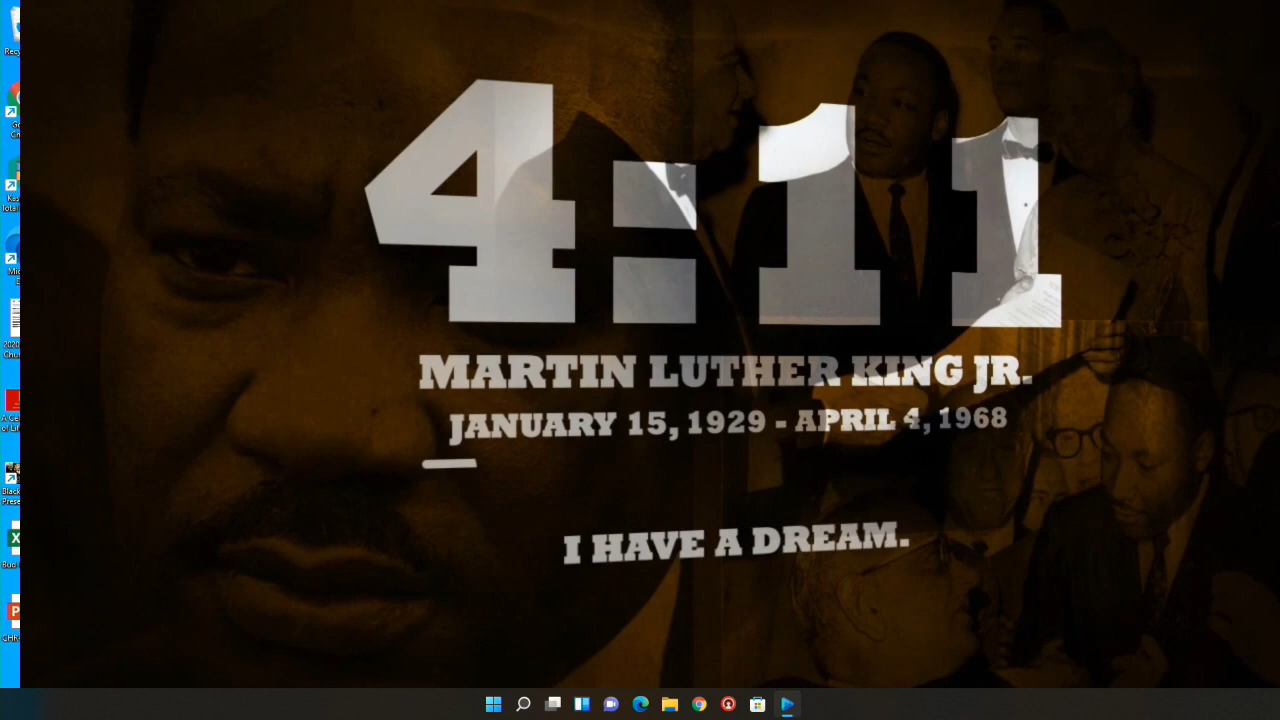 4:11
MARTIN LUTHER KING JR.
JANUARY 15, 1929 - APRIL 4, 1968
I HAVE A DREAM.